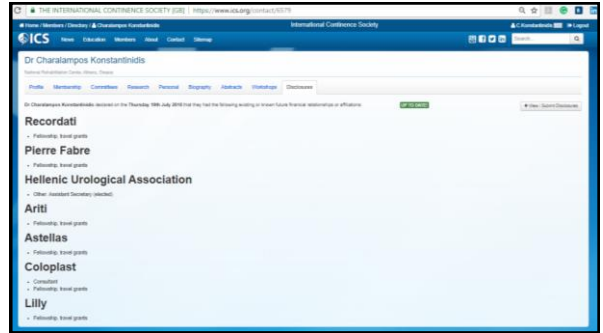 THE INTERNATIONAL CONTINENCE SOCIETY [GB] | https://www.ics.org/contact/6579
Home / Members / Directory / Charalampos Konstantinidis
International Continence Society
C.Konstantinidis
Logout
ICS
News Education Members About Contact Sitemap
Search
Dr Charalampos Konstantinidis
National Rehabilitation Center, Athens, Greece
Profile Membership Committees Research Personal Biography Abstracts Workshops Disclosures
Dr Charalampos Konstantinidis declared on the Thursday 19th July, 2018 that they had the following existing or known future financial relationships or affiliations:
UP TO DATE
View / Submit Disclosures
Recordati
Fellowship, travel grants
Pierre Fabre
Fellowship, travel grants
Hellenic Urological Association
Other: Assistant Secretary (elected)
Ariti
Fellowship, travel grants
Astellas
Fellowship, travel grants
Coloplast
Consultant
Fellowship, travel grants
Lilly
Fellowship, travel grants